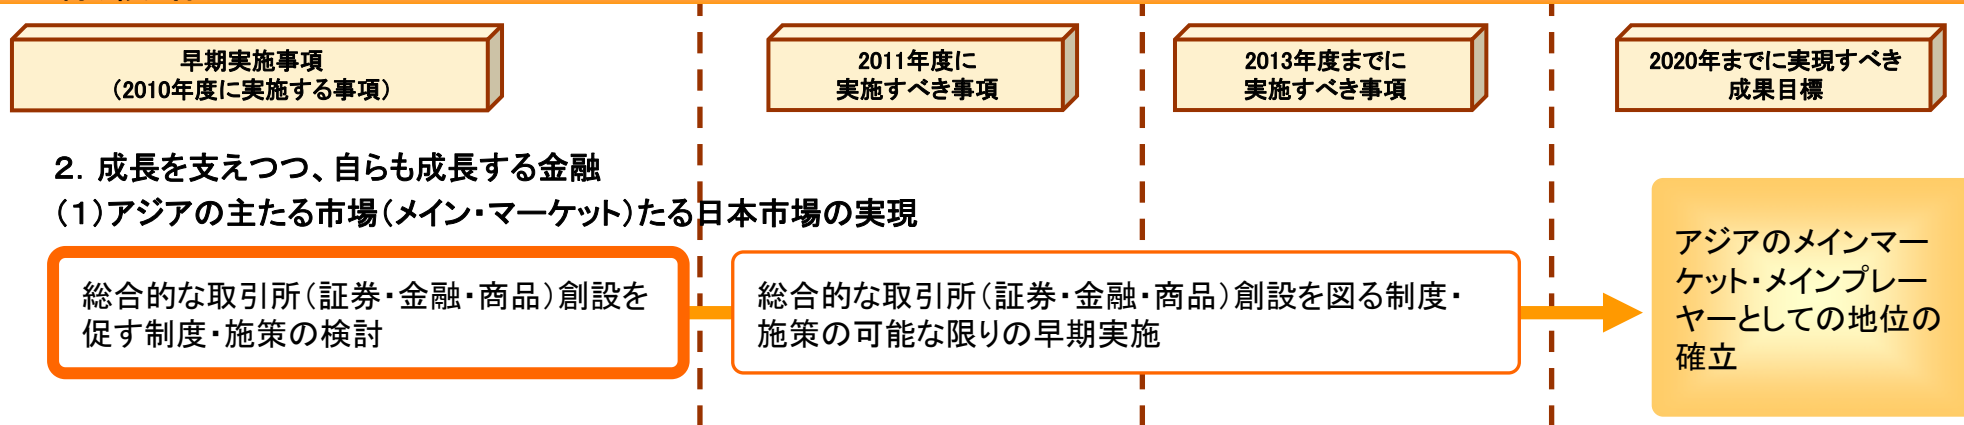 早期実施事項
（2010年度に実施する事項）
2011年度に
実施すべき事項
2013年度までに
実施すべき事項
2020年までに実現すべき
成果目標
２．成長を支えつつ、自らも成長する金融
（１）アジアの主たる市場（メイン・マーケット）たる日本市場の実現
総合的な取引所（証券・金融・商品）創設を
促す制度・施策の検討
総合的な取引所（証券・金融・商品）創設を図る制度・
施策の可能な限りの早期実施
アジアのメインマー
ケット・メインプレー
ヤーとしての地位の
確立